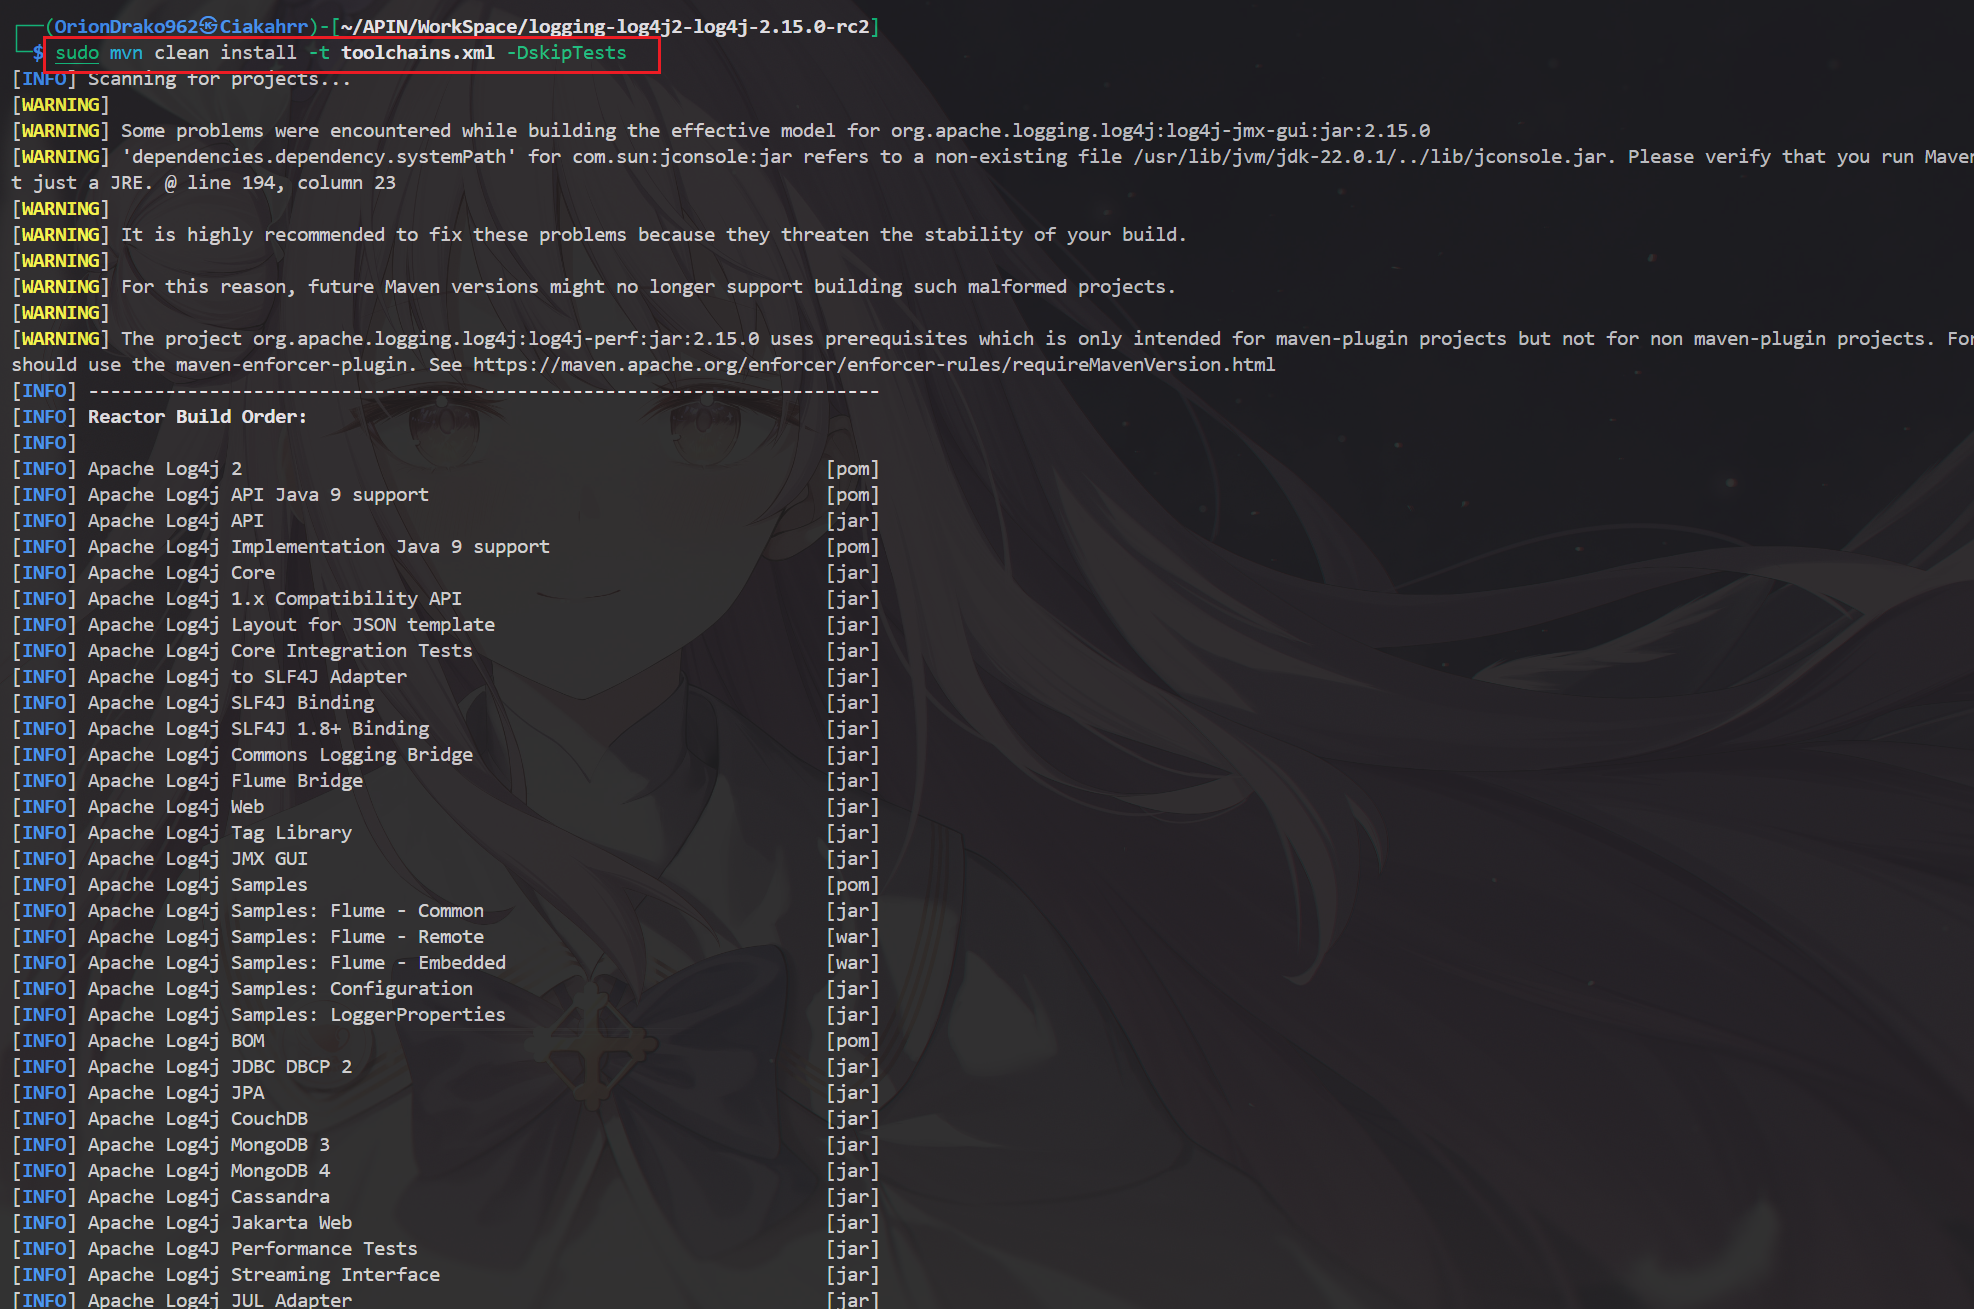 (OrionDrako962㉿Ciakahrr)-[~/APIN/WorkSpace/logging-log4j2-log4j-2.15.0-rc2]
$ sudo mvn clean install -t toolchains.xml -DskipTests
[INFO] Scanning for projects...
[WARNING]
[WARNING] Some problems were encountered while building the effective model for org.apache.logging.log4j:log4j-jmx-gui:jar:2.15.0
[WARNING] 'dependencies.dependency.systemPath' for com.sun:jconsole:jar refers to a non-existing file /usr/lib/jvm/jdk-22.0.1/../lib/jconsole.jar. Please verify that you run Maven
t just a JRE. @ line 194, column 23
[WARNING]
[WARNING] It is highly recommended to fix these problems because they threaten the stability of your build.
[WARNING]
[WARNING] For this reason, future Maven versions might no longer support building such malformed projects.
[WARNING]
[WARNING] The project org.apache.logging.log4j:log4j-perf:jar:2.15.0 uses prerequisites which is only intended for maven-plugin projects but not for non maven-plugin projects. For
should use the maven-enforcer-plugin. See https://maven.apache.org/enforcer/enforcer-rules/requireMavenVersion.html
[INFO] ------------------------------------------------------------------------
[INFO] Reactor Build Order:
[INFO]
[INFO] Apache Log4j 2 [pom]
[INFO] Apache Log4j API Java 9 support [pom]
[INFO] Apache Log4j API [jar]
[INFO] Apache Log4j Implementation Java 9 support [pom]
[INFO] Apache Log4j Core [jar]
[INFO] Apache Log4j 1.x Compatibility API [jar]
[INFO] Apache Log4j Layout for JSON template [jar]
[INFO] Apache Log4j Core Integration Tests [jar]
[INFO] Apache Log4j to SLF4J Adapter [jar]
[INFO] Apache Log4j SLF4J Binding [jar]
[INFO] Apache Log4j SLF4J 1.8+ Binding [jar]
[INFO] Apache Log4j Commons Logging Bridge [jar]
[INFO] Apache Log4j Flume Bridge [jar]
[INFO] Apache Log4j Web [jar]
[INFO] Apache Log4j Tag Library [jar]
[INFO] Apache Log4j JMX GUI [jar]
[INFO] Apache Log4j Samples [pom]
[INFO] Apache Log4j Samples: Flume - Common [jar]
[INFO] Apache Log4j Samples: Flume - Remote [war]
[INFO] Apache Log4j Samples: Flume - Embedded [war]
[INFO] Apache Log4j Samples: Configuration [jar]
[INFO] Apache Log4j Samples: LoggerProperties [jar]
[INFO] Apache Log4j BOM [pom]
[INFO] Apache Log4j JDBC DBCP 2 [jar]
[INFO] Apache Log4j JPA [jar]
[INFO] Apache Log4j CouchDB [jar]
[INFO] Apache Log4j MongoDB 3 [jar]
[INFO] Apache Log4j MongoDB 4 [jar]
[INFO] Apache Log4j Cassandra [jar]
[INFO] Apache Log4j Jakarta Web [jar]
[INFO] Apache Log4J Performance Tests [jar]
[INFO] Apache Log4j Streaming Interface [jar]
[INFO] Apache Log4j JUL Adapter [jar]